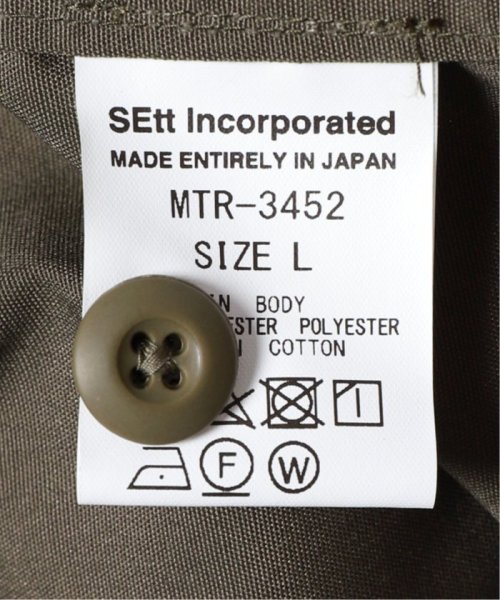 SEtt Incorporated
MADE ENTIRELY IN JAPAN
MTR-3452
SIZE L
BODY
POLYESTER
COTTON
F W